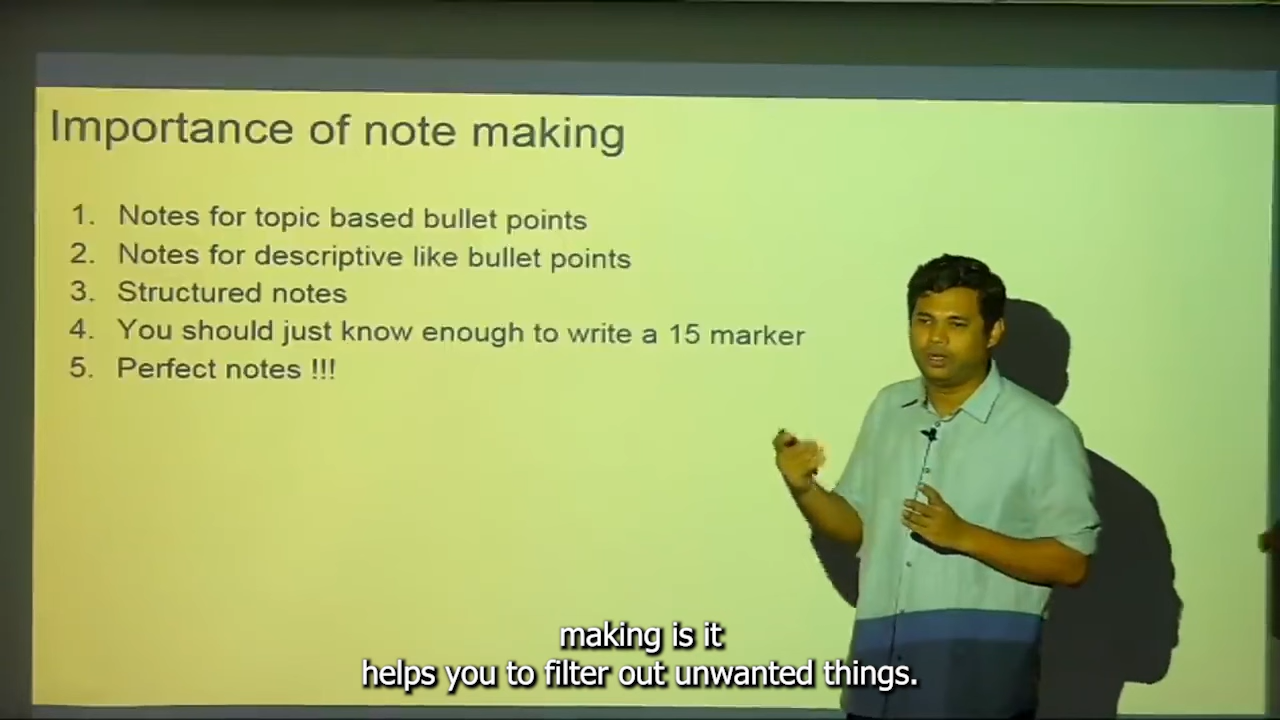 Importance of note making
1. Notes for topic based bullet points
2. Notes for descriptive like bullet points
3. Structured notes
4. You should just know enough to write a 15 marker
5. Perfect notes !!!
making is it
helps you to filter out unwanted things.